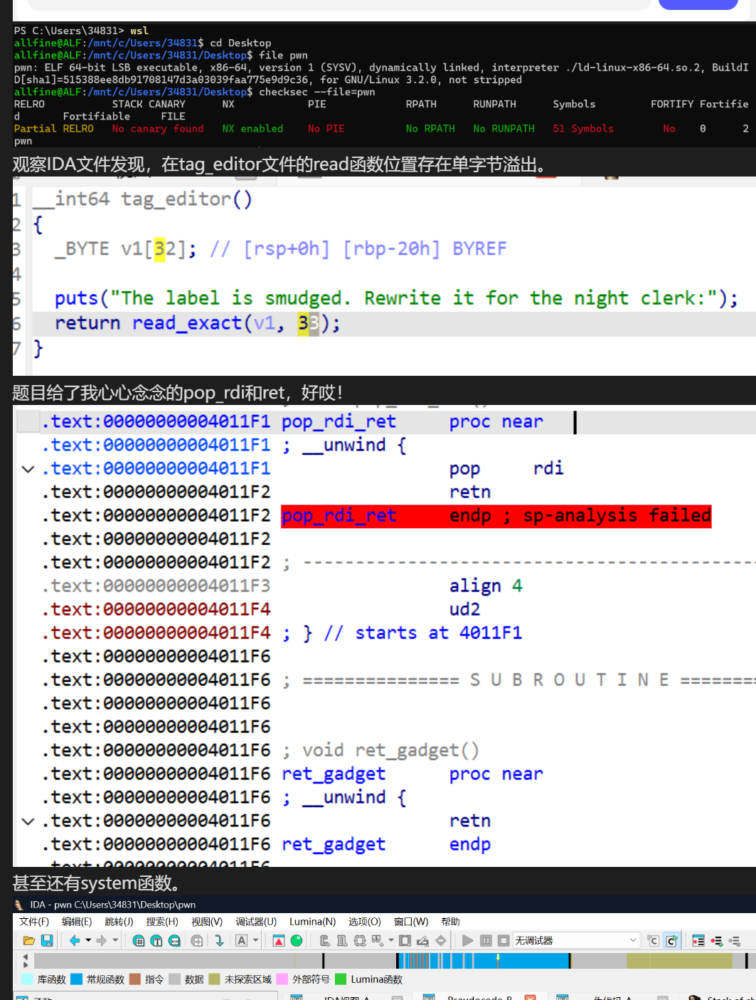 PS C:\Users\34831> wsl
allfine@ALF:/mnt/c/Users/34831$ cd Desktop
allfine@ALF:/mnt/c/Users/34831/Desktop$ file pwn
pwn: ELF 64-bit LSB executable, x86-64, version 1 (SYSV), dynamically linked, interpreter ./ld-linux-x86-64.so.2, BuildI
D[sha1]=515388ee8db91708147d3a03039faa775e9d9c36, for GNU/Linux 3.2.0, not stripped
allfine@ALF:/mnt/c/Users/34831/Desktop$ checksec --file=pwn
RELRO STACK CANARY NX PIE RPATH RUNPATH Symbols FORTIFY Fortifie
d Fortifiable FILE
Partial RELRO No canary found NX enabled No PIE No RPATH No RUNPATH 51 Symbols No 0 2
pwn
观察IDA文件发现，在tag_editor文件的read函数位置存在单字节溢出。
1 __int64 tag_editor()
2 {
3 _BYTE v1[32]; // [rsp+0h] [rbp-20h] BYREF
4
5 puts("The label is smudged. Rewrite it for the night clerk:");
6 return read_exact(v1, 33);
7 }
题目给了我心心念念的pop_rdi和ret，好哎！
.text:00000000004011F1 pop_rdi_ret proc near
.text:00000000004011F1 ; __unwind {
.text:00000000004011F1 pop rdi
.text:00000000004011F2 retn
.text:00000000004011F2 pop_rdi_ret endp ; sp-analysis failed
.text:00000000004011F2
.text:00000000004011F2 ; ---------------------------------------------
.text:00000000004011F3 align 4
.text:00000000004011F4 ud2
.text:00000000004011F4 ; } // starts at 4011F1
.text:00000000004011F6
.text:00000000004011F6 ; =============== S U B R O U T I N E =========
.text:00000000004011F6
.text:00000000004011F6
.text:00000000004011F6 ; void ret_gadget()
.text:00000000004011F6 ret_gadget proc near
.text:00000000004011F6 ; __unwind {
.text:00000000004011F6 retn
.text:00000000004011F6 ret_gadget endp
.text:00000000004011F6
甚至还有system函数。
IDA - pwn C:\Users\34831\Desktop\pwn
文件(F) 编辑(E) 跳转(J) 搜索(H) 视图(V) 调试器(U) Lumina(N) 选项(O) 窗口(W) 帮助
无调试器
库函数 常规函数 指令 数据 未探索区域 外部符号 Lumina函数